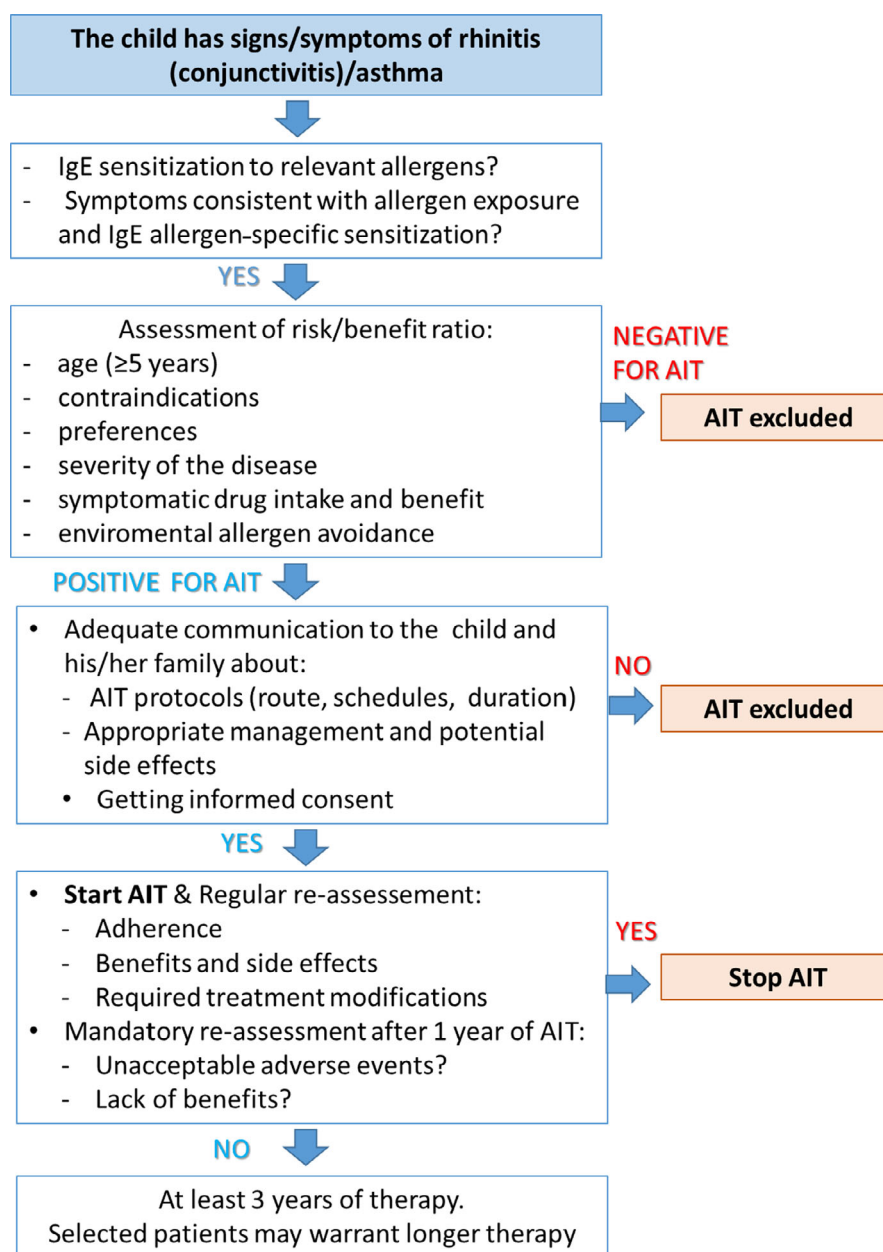 The child has signs/symptoms of rhinitis
(conjunctivitis)/asthma
- IgE sensitization to relevant allergens?
- Symptoms consistent with allergen exposure
and IgE allergen-specific sensitization?
YES
Assessment of risk/benefit ratio:
- age (≥5 years)
- contraindications
- preferences
- severity of the disease
- symptomatic drug intake and benefit
- enviromental allergen avoidance
NEGATIVE
FOR AIT
AIT excluded
POSITIVE FOR AIT
• Adequate communication to the child and
his/her family about:
- AIT protocols (route, schedules, duration)
- Appropriate management and potential
side effects
• Getting informed consent
NO
AIT excluded
YES
• Start AIT & Regular re-assessement:
- Adherence
- Benefits and side effects
- Required treatment modifications
• Mandatory re-assessment after 1 year of AIT:
- Unacceptable adverse events?
- Lack of benefits?
YES
Stop AIT
NO
At least 3 years of therapy.
Selected patients may warrant longer therapy